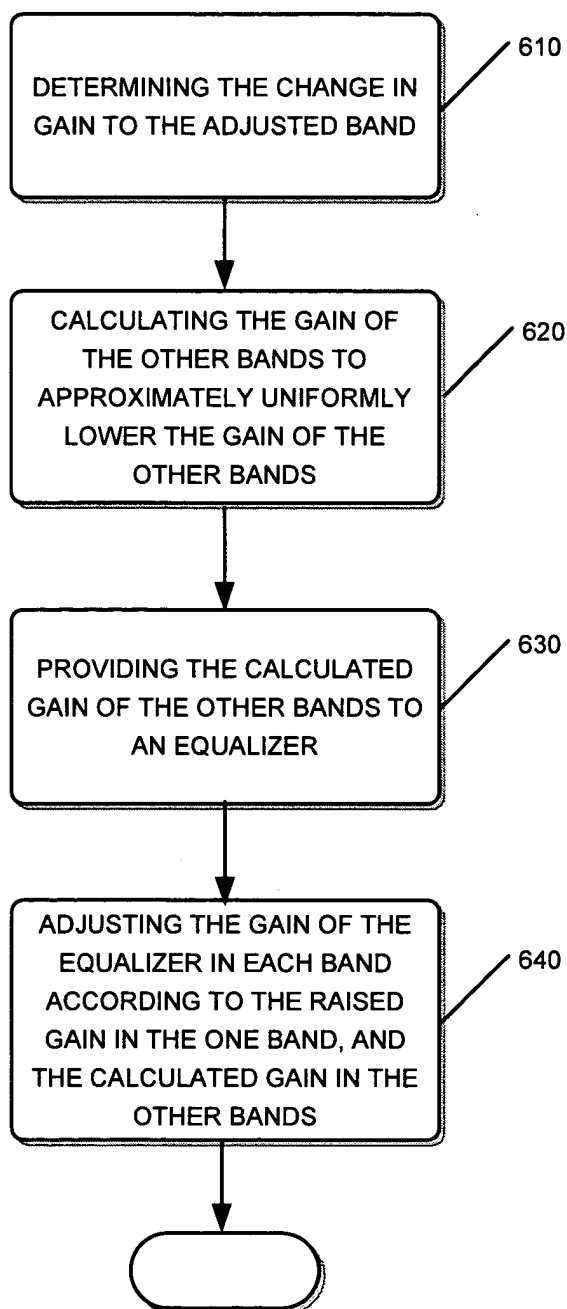 DETERMINING THE CHANGE IN
GAIN TO THE ADJUSTED BAND
610
CALCULATING THE GAIN OF
THE OTHER BANDS TO
APPROXIMATELY UNIFORMLY
LOWER THE GAIN OF THE
OTHER BANDS
620
PROVIDING THE CALCULATED
GAIN OF THE OTHER BANDS TO
AN EQUALIZER
630
ADJUSTING THE GAIN OF THE
EQUALIZER IN EACH BAND
ACCORDING TO THE RAISED
GAIN IN THE ONE BAND, AND
THE CALCULATED GAIN IN THE
OTHER BANDS
640